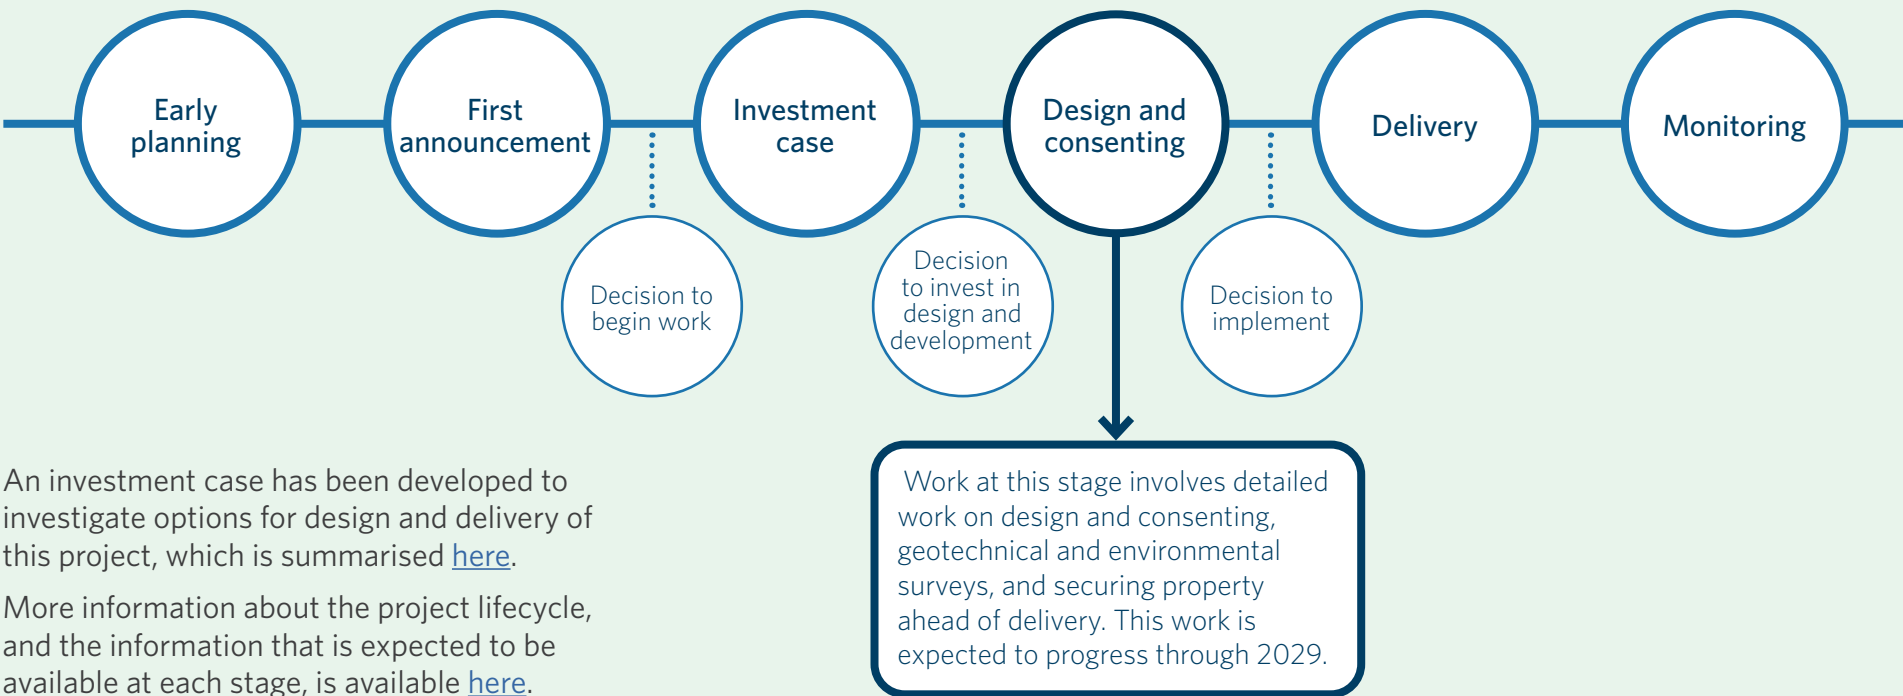 Early
planning
First
announcement
Investment
case
Design and
consenting
Delivery
Monitoring
Decision to
begin work
Decision
to invest in
design and
development
Decision to
implement
An investment case has been developed to
investigate options for design and delivery of
this project, which is summarised here.
More information about the project lifecycle,
and the information that is expected to be
available at each stage, is available here.
Work at this stage involves detailed
work on design and consenting,
geotechnical and environmental
surveys, and securing property
ahead of delivery. This work is
expected to progress through 2029.